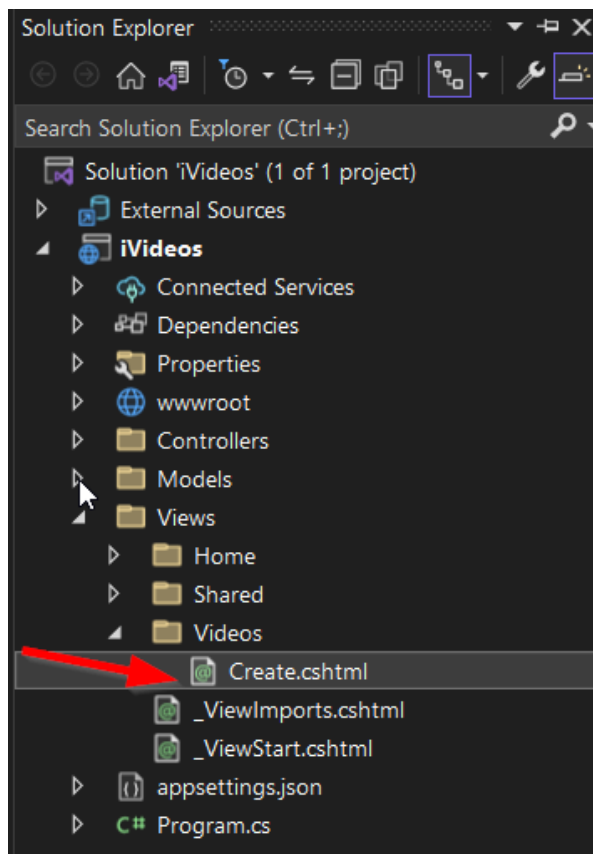 Solution Explorer
Search Solution Explorer (Ctrl+;)
Solution 'iVideos' (1 of 1 project)
External Sources
iVideos
Connected Services
Dependencies
Properties
wwwroot
Controllers
Models
Views
Home
Shared
Videos
Create.cshtml
_ViewImports.cshtml
_ViewStart.cshtml
appsettings.json
C# Program.cs